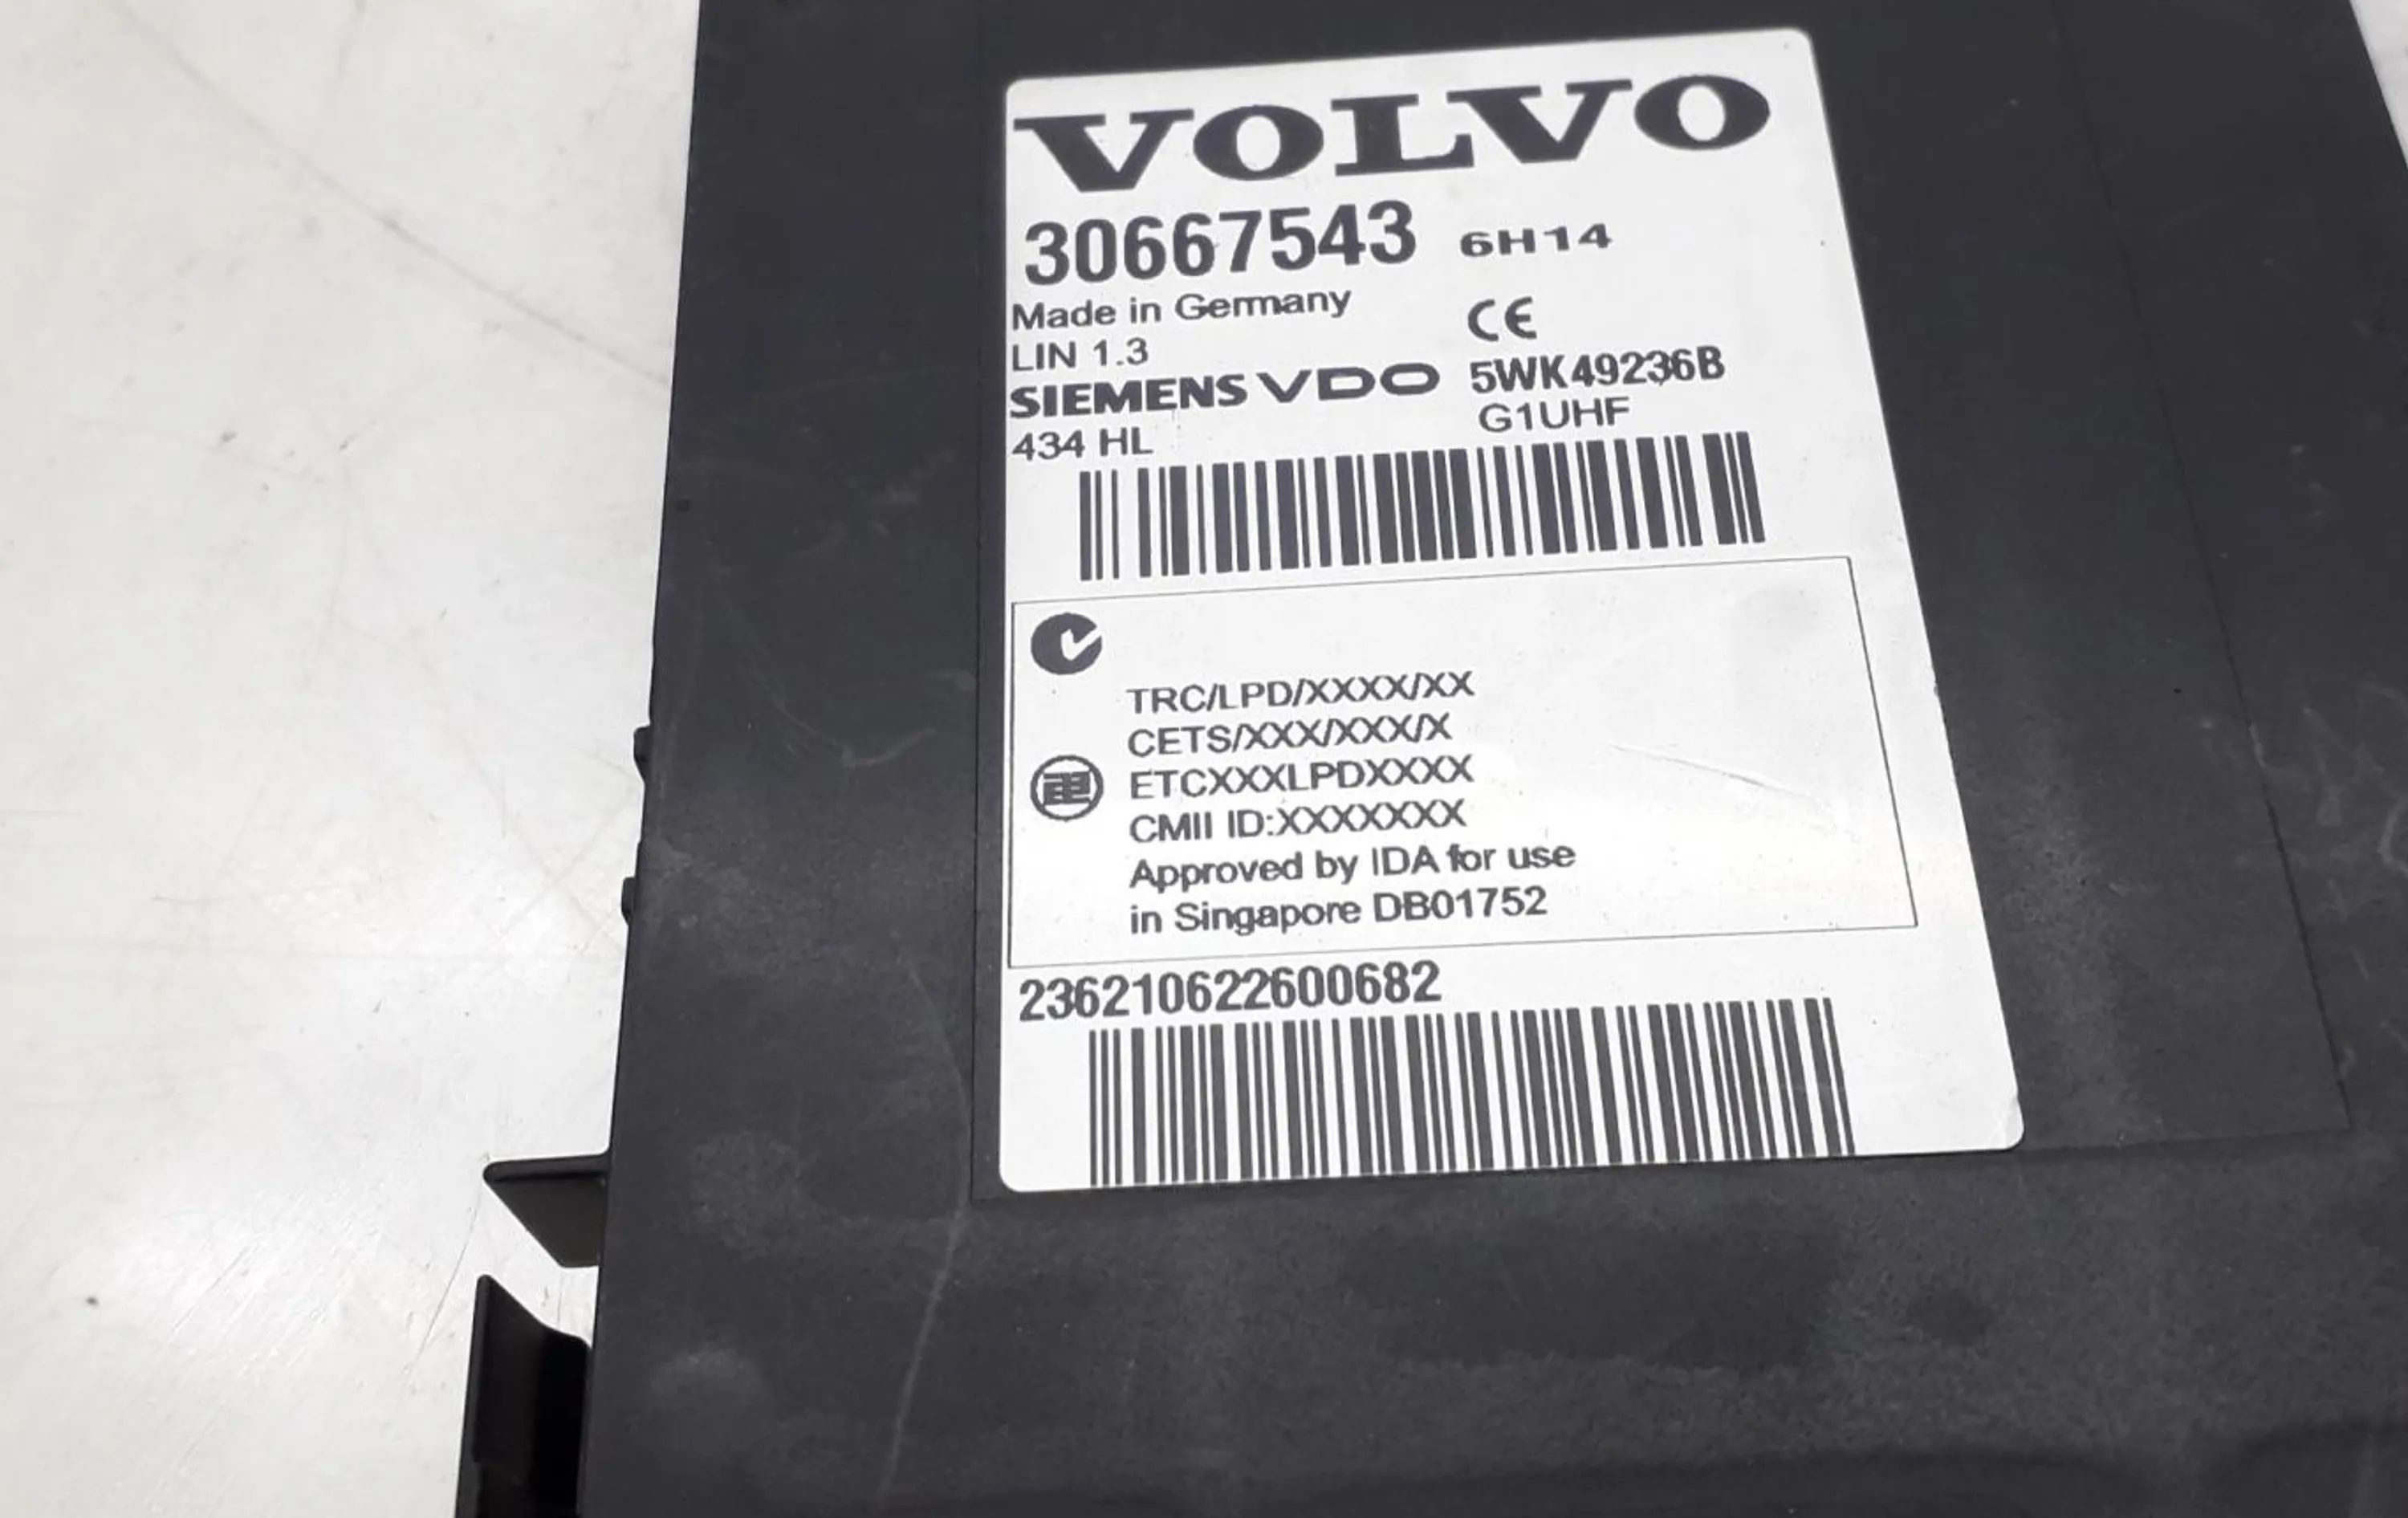 VOLVO
30667543 6H14
Made in Germany CE
LIN 1.3
SIEMENS VDO 5WK49236B
434 HL G1UHF
TRC/LPD/XXXX/XX
CETS/XXX/XXX/X
ETCXXXLPDXXXX
CMII ID:XXXXXXX
Approved by IDA for use
in Singapore DB01752
236210622600682